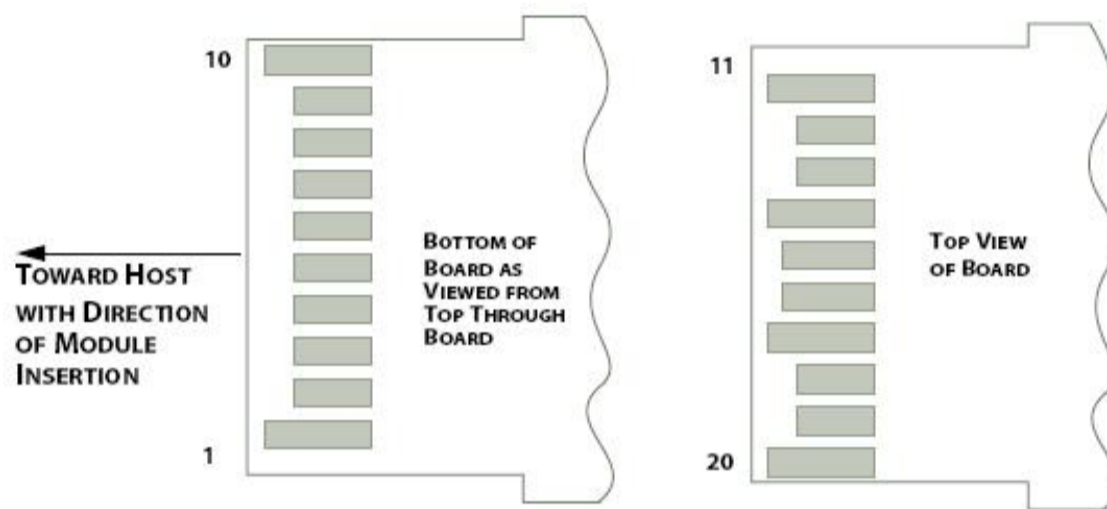 10
TOWARD HOST
WITH DIRECTION
OF MODULE
INSERTION
1
BOTTOM OF
BOARD AS
VIEWED FROM
TOP THROUGH
BOARD
11
TOP VIEW
OF BOARD
20